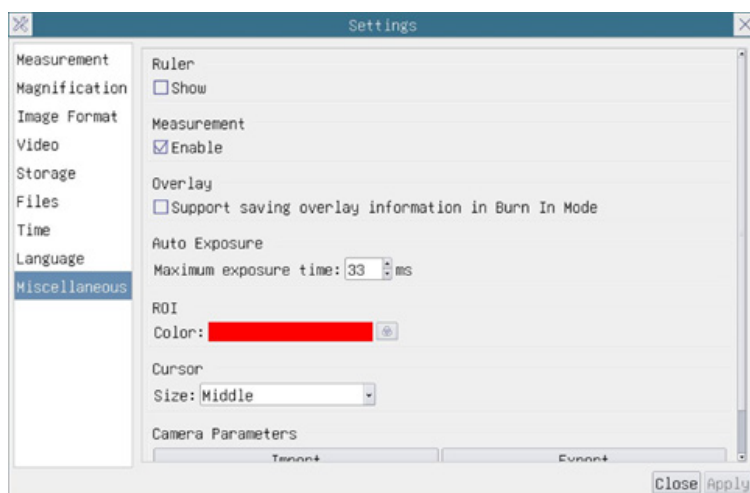 Settings
Measurement
Magnification
Image Format
Video
Storage
Files
Time
Language
Miscellaneous
Ruler
Show
Measurement
Enable
Overlay
Support saving overlay information in Burn In Mode
Auto Exposure
Maximum exposure time: 33 ms
ROI
Color:
Cursor
Size: Middle
Camera Parameters
Import Export
Close Apply